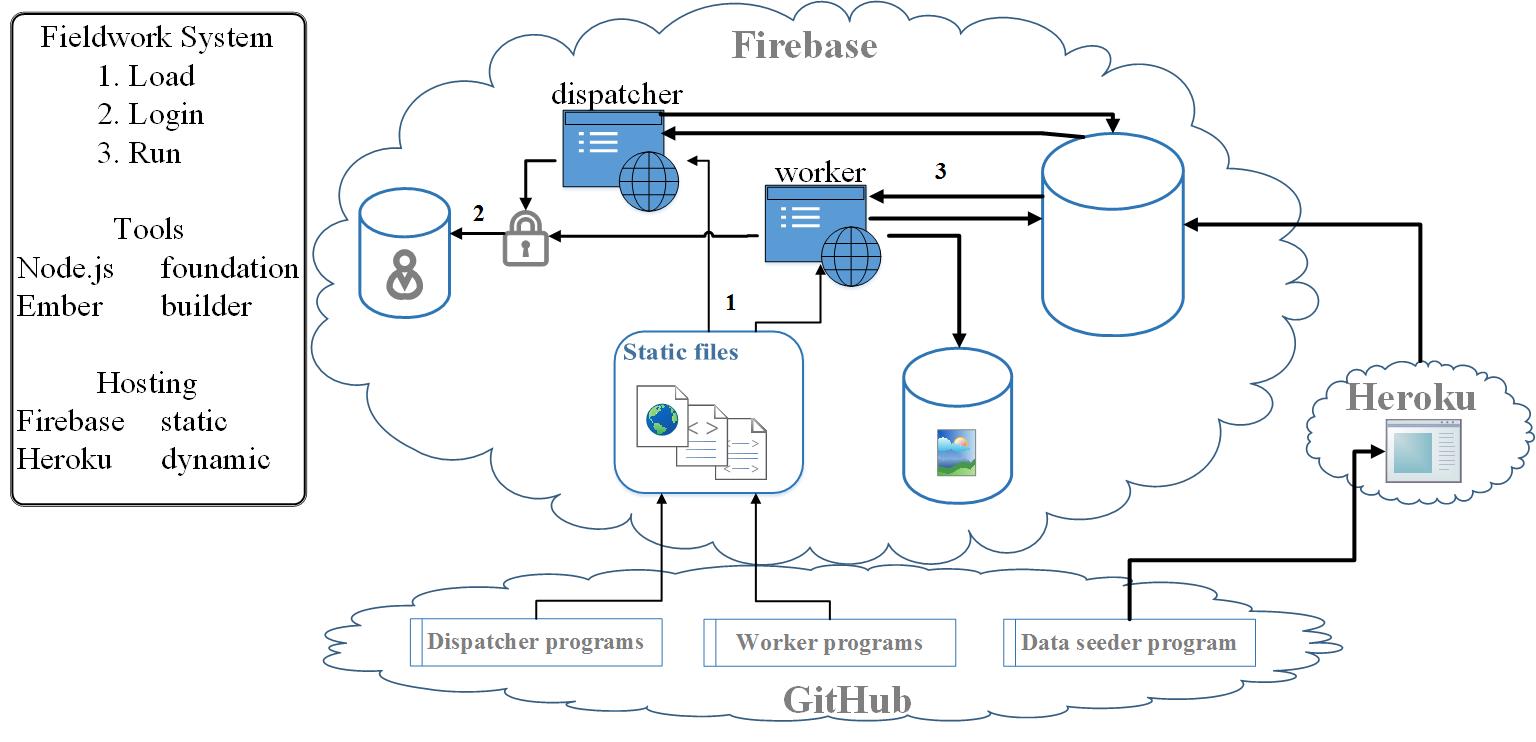 Fieldwork System
1. Load
2. Login
3. Run
Tools
Node.js foundation
Ember builder
Hosting
Firebase static
Heroku dynamic
Firebase
dispatcher
worker
3
2
1
Static files
Heroku
Dispatcher programs
Worker programs
Data seeder program
GitHub